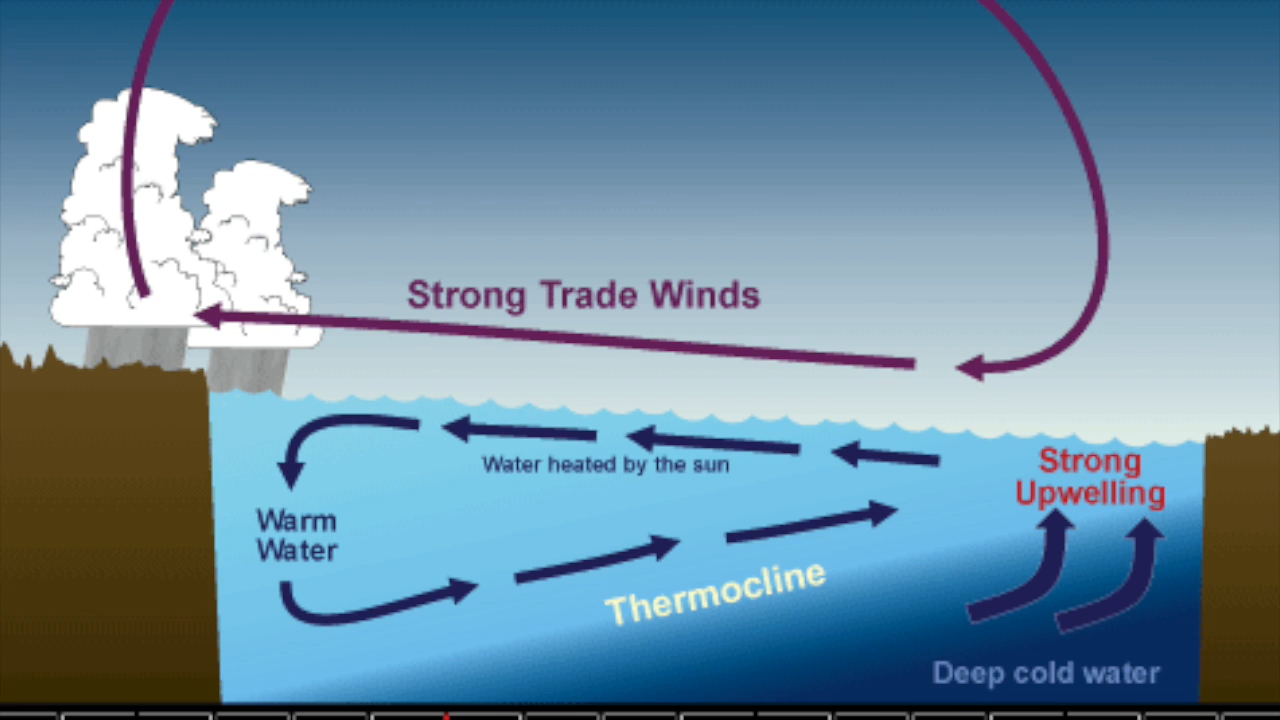 Strong Trade Winds
Water heated by the sun
Strong
Upwelling
Warm
Water
Thermocline
Deep cold water